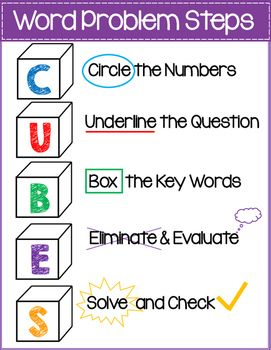 Word Problem Steps
C Circle the Numbers
U Underline the Question
B Box the Key Words
E Eliminate & Evaluate
S Solve and Check